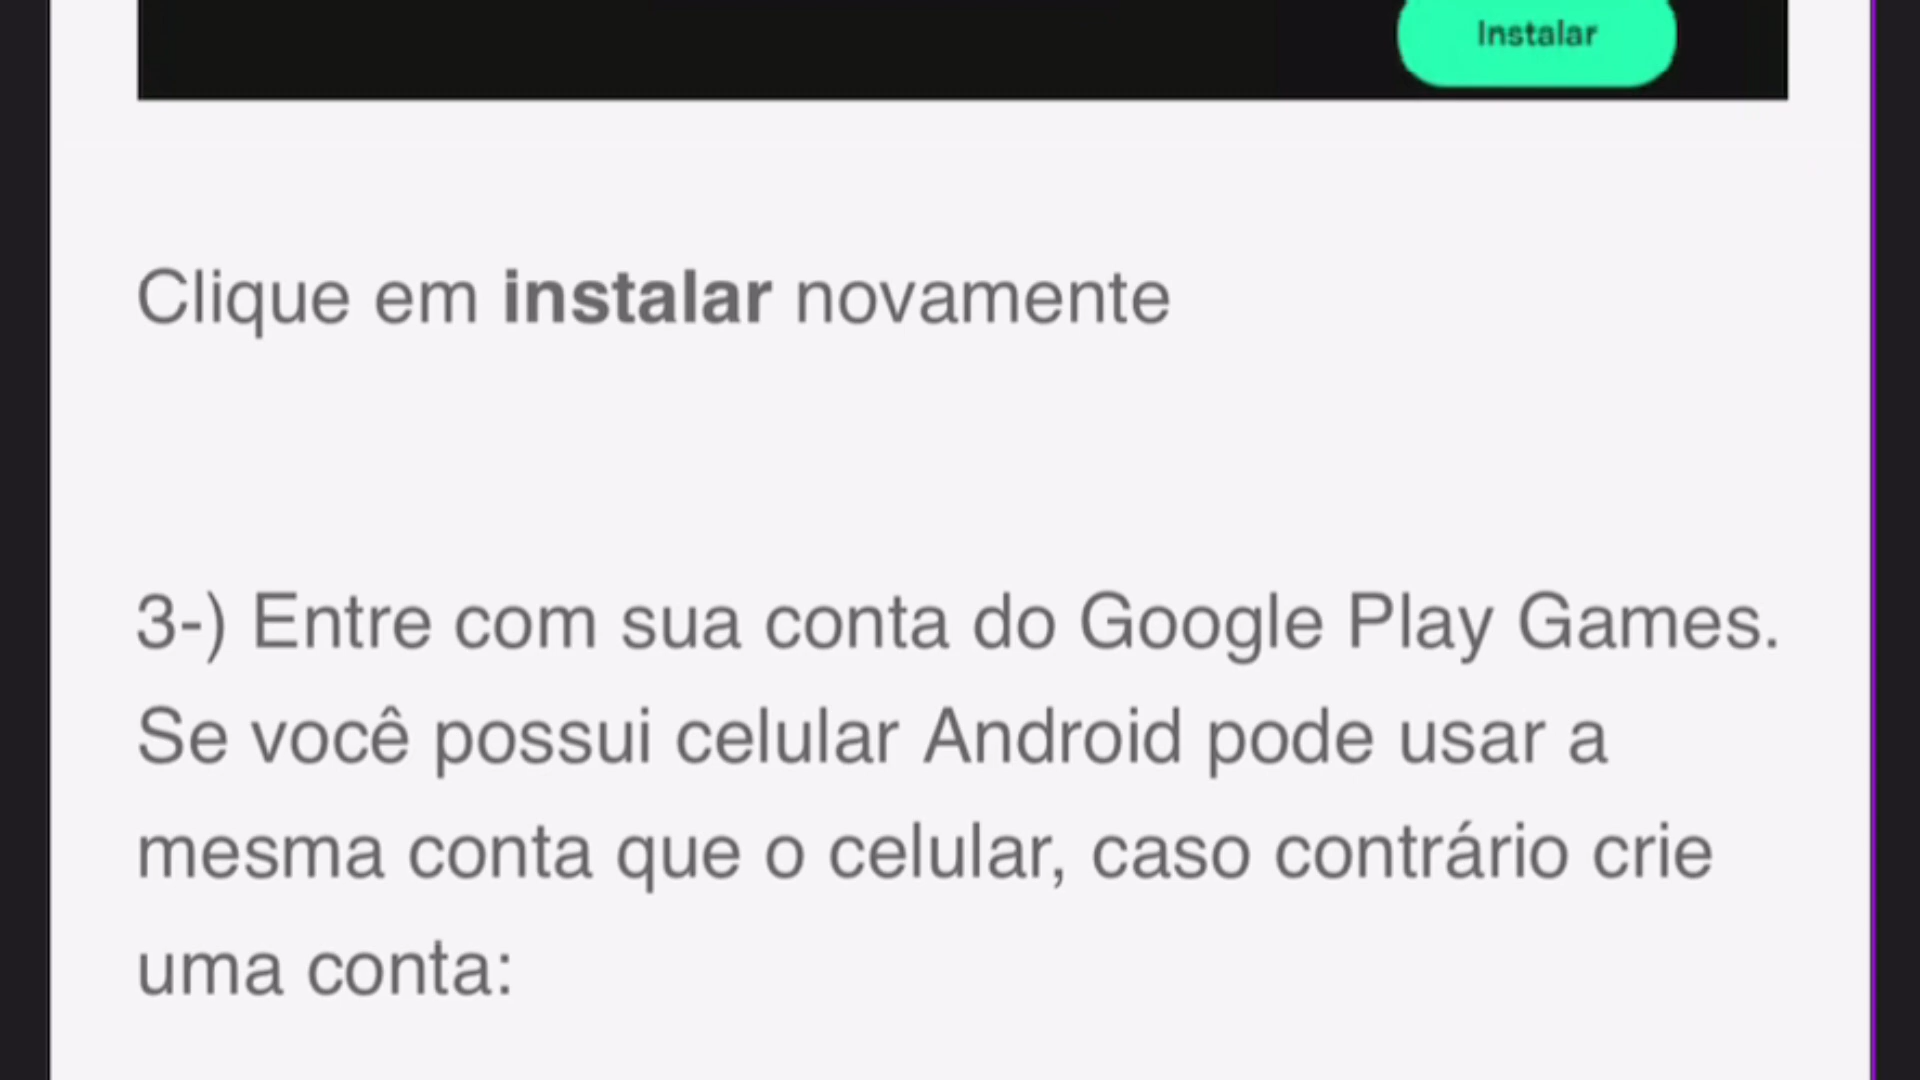 Instalar
Clique em instalar novamente
3-) Entre com sua conta do Google Play Games.
Se você possui celular Android pode usar a
mesma conta que o celular, caso contrário crie
uma conta: